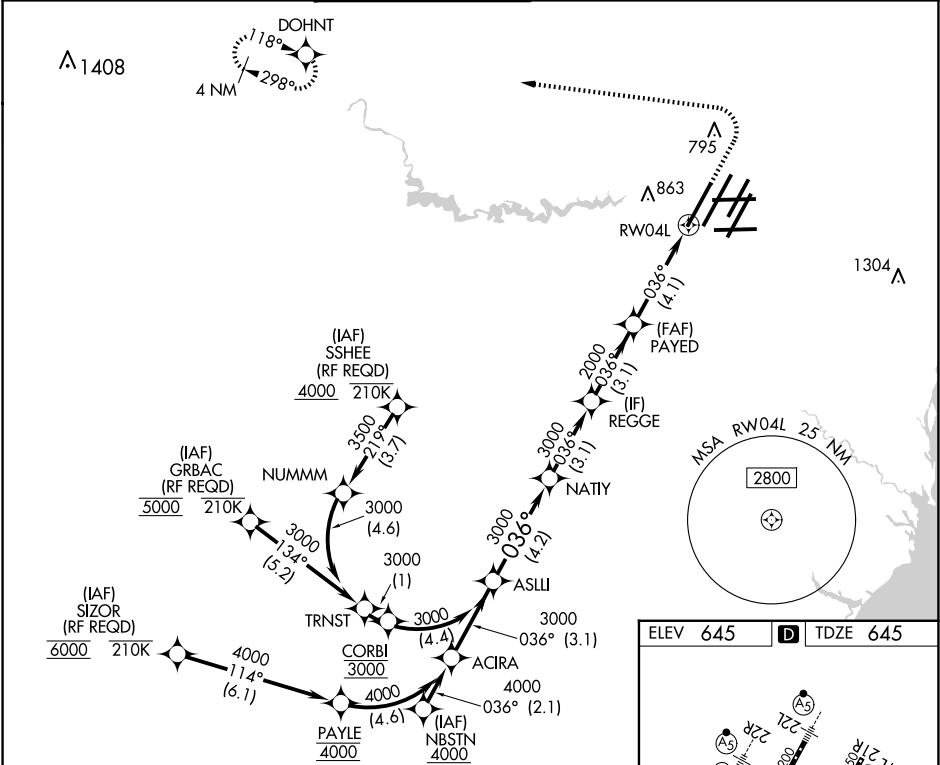 DOHNT
118°
298°
4 NM
1408
795
863
RW04L
1304
036°
(4.1)
(FAF)
PAYED
2000
036°
(3.1)
(IF)
REGGE
3000
036°
(3.1)
NATIY
3000
036°
(4.2)
ASLLI
(IAF)
SSHEE
(RF REQD)
4000 210K
3500
219°
(3.7)
NUMMM
3000
(4.6)
(IAF)
GRBAC
(RF REQD)
5000 210K
3000
134°
(5.2)
3000
(1)
TRNST
CORBI
3000
3000
(4.4)
3000
036° (3.1)
ACIRA
(IAF)
SIZOR
(RF REQD)
6000 210K
4000
114°
(6.1)
PAYLE
4000
4000
(4.6)
4000
036° (2.1)
(IAF)
NBSTN
4000
MSA RW04L 25 NM
2800
ELEV 645 D TDZE 645
A5
22L
22R
A5
21R